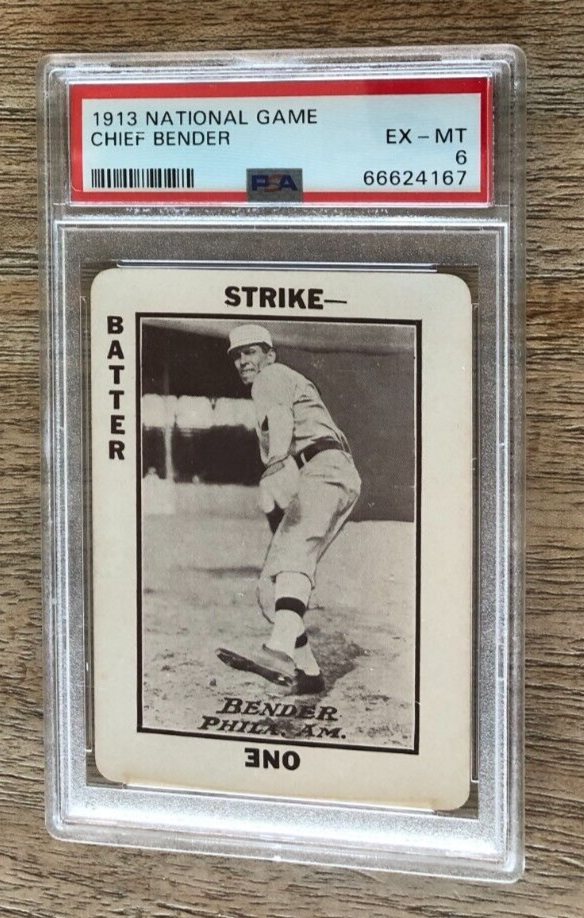 1913 NATIONAL GAME
CHIEF BENDER
EX - MT
6
PSA
66624167
STRIKE—
BATTER
BENDER
PHILA. AM.
ONE